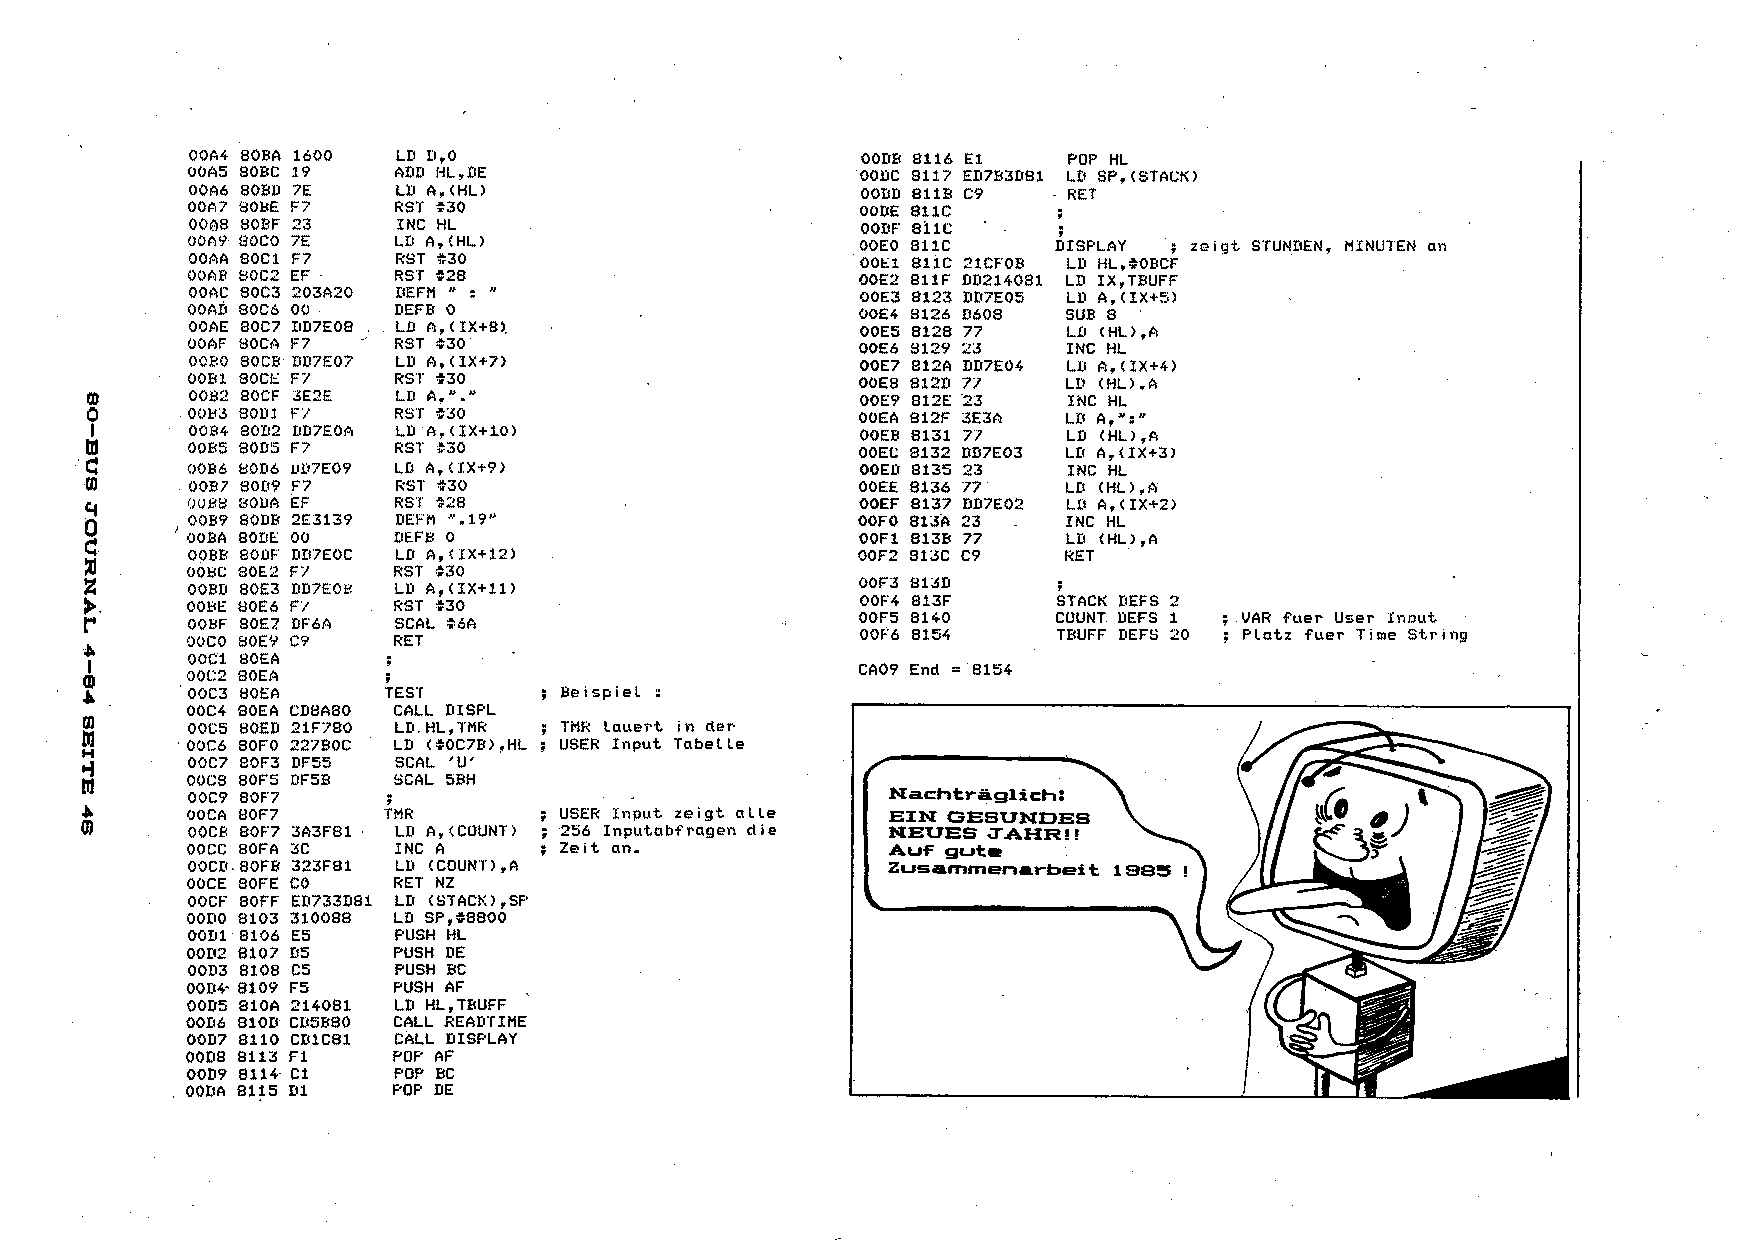 80-BUS JOURNAL 4-84 SEITE 48
00A4 80BA 1600 LD D,0
00A5 80BC 19 ADD HL,DE
00A6 80BD 7E LD A,(HL)
00A7 80BE F7 RST #30
00A8 80BF 23 INC HL
00A9 80C0 7E LD A,(HL)
00AA 80C1 F7 RST #30
00AB 80C2 EF RST #28
00AC 80C3 203A20 DEFM " : "
00AD 80C6 00 DEFB 0
00AE 80C7 DD7E08 LD A,(IX+8)
00AF 80CA F7 RST #30
00B0 80CB DD7E07 LD A,(IX+7)
00B1 80CE F7 RST #30
00B2 80CF 3E2E LD A,"."
00B3 80D1 F7 RST #30
00B4 80D2 DD7E0A LD A,(IX+10)
00B5 80D5 F7 RST #30
00B6 80D6 DD7E09 LD A,(IX+9)
00B7 80D9 F7 RST #30
00B8 80DA EF RST #28
00B9 80DB 2E3139 DEFM ".19"
00BA 80DE 00 DEFB 0
00BB 80DF DD7E0C LD A,(IX+12)
00BC 80E2 F7 RST #30
00BD 80E3 DD7E0B LD A,(IX+11)
00BE 80E6 F7 RST #30
00BF 80E7 DF6A SCAL #6A
00C0 80E9 C9 RET
00C1 80EA ;
00C2 80EA ;
00C3 80EA TEST ; Beispiel :
00C4 80EA CD8A80 CALL DISPL
00C5 80ED 21F780 LD HL,TMR ; TMR lauert in der
00C6 80F0 227B0C LD (#0C7B),HL ; USER Input Tabelle
00C7 80F3 DF55 SCAL 'U'
00C8 80F5 DF5B SCAL 5BH
00C9 80F7 ;
00CA 80F7 TMR ; USER Input zeigt alle
00CB 80F7 3A3F81 LD A,(COUNT) ; 256 Inputabfragen die
00CC 80FA 3C INC A ; Zeit an.
00CD 80FB 323F81 LD (COUNT),A
00CE 80FE C0 RET NZ
00CF 80FF ED733D81 LD (STACK),SP
00D0 8103 310088 LD SP,#8800
00D1 8106 E5 PUSH HL
00D2 8107 D5 PUSH DE
00D3 8108 C5 PUSH BC
00D4 8109 F5 PUSH AF
00D5 810A 214081 LD HL,TBUFF
00D6 810D CD5B80 CALL READTIME
00D7 8110 CD1C81 CALL DISPLAY
00D8 8113 F1 POP AF
00D9 8114 C1 POP BC
00DA 8115 D1 POP DE
00DB 8116 E1 POP HL
00DC 8117 ED7B3D81 LD SP,(STACK)
00DD 811B C9 RET
00DE 811C ;
00DF 811C ;
00E0 811C DISPLAY ; zeigt STUNDEN, MINUTEN an
00E1 811C 21CF0B LD HL,#0BCF
00E2 811F DD214081 LD IX,TBUFF
00E3 8123 DD7E05 LD A,(IX+5)
00E4 8126 D608 SUB 8
00E5 8128 77 LD (HL),A
00E6 8129 23 INC HL
00E7 812A DD7E04 LD A,(IX+4)
00E8 812D 77 LD (HL),A
00E9 812E 23 INC HL
00EA 812F 3E3A LD A,":"
00EB 8131 77 LD (HL),A
00EC 8132 DD7E03 LD A,(IX+3)
00ED 8135 23 INC HL
00EE 8136 77 LD (HL),A
00EF 8137 DD7E02 LD A,(IX+2)
00F0 813A 23 INC HL
00F1 813B 77 LD (HL),A
00F2 813C C9 RET
00F3 813D ;
00F4 813F STACK DEFS 2
00F5 8140 COUNT DEFS 1 ; VAR fuer User Input
00F6 8154 TBUFF DEFS 20 ; Platz fuer Time String
CA09 End = 8154
Nachträglich:
EIN GESUNDES
NEUES JAHR!!
Auf gute
Zusammenarbeit 1985 !